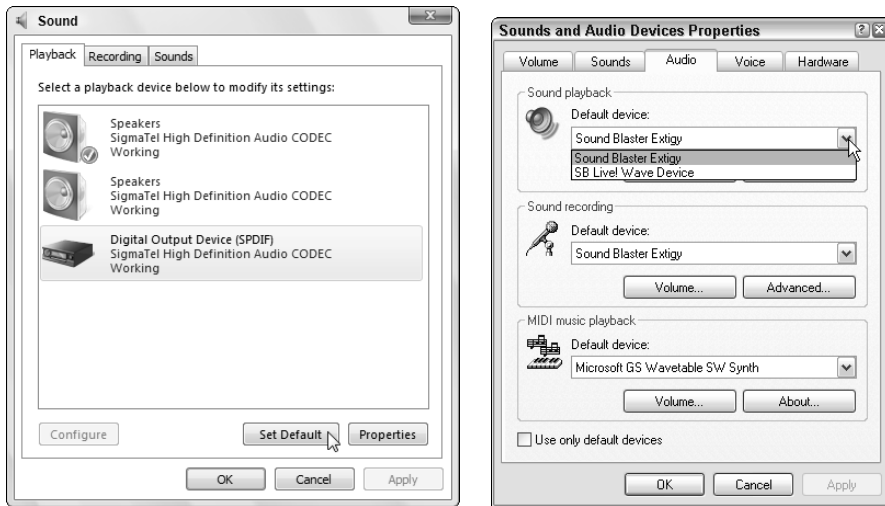 Sound
Playback
Recording
Sounds
Select a playback device below to modify its settings:
Speakers
SigmaTel High Definition Audio CODEC
Working
Speakers
SigmaTel High Definition Audio CODEC
Working
Digital Output Device (SPDIF)
SigmaTel High Definition Audio CODEC
Working
Configure
Set Default
Properties
OK
Cancel
Apply
Sounds and Audio Devices Properties
Volume
Sounds
Audio
Voice
Hardware
Sound playback
Default device:
Sound Blaster Extigy
Sound Blaster Extigy
SB Live! Wave Device
Sound recording
Default device:
Sound Blaster Extigy
Volume...
Advanced...
MIDI music playback
Default device:
Microsoft GS Wavetable SW Synth
Volume...
About...
Use only default devices
OK
Cancel
Apply